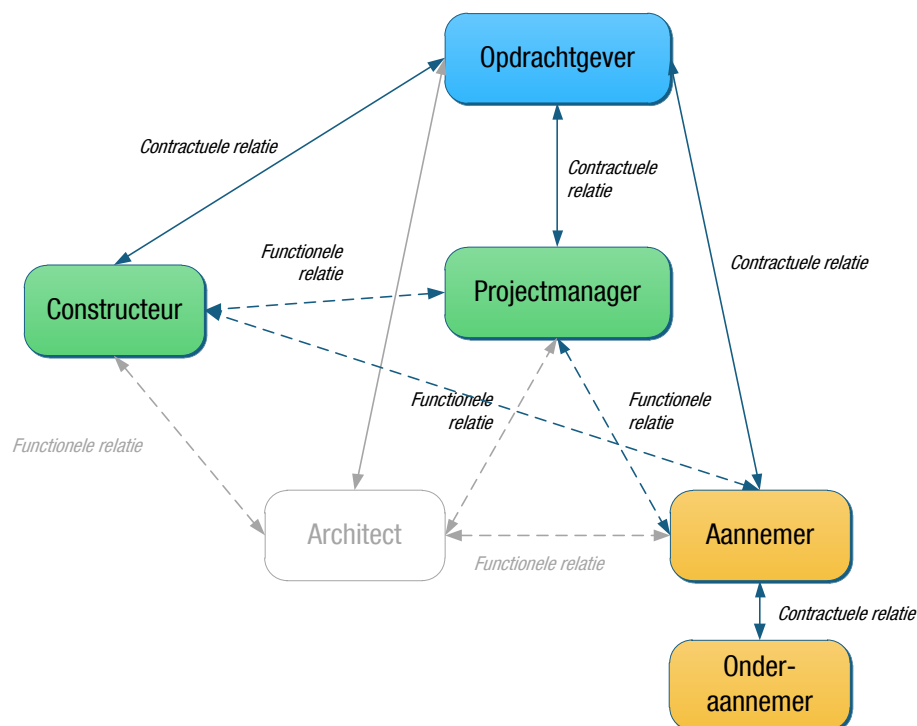 Opdrachtgever
Contractuele relatie
Contractuele
relatie
Functionele
relatie
Contractuele relatie
Projectmanager
Constructeur
Functionele
relatie
Functionele
relatie
Functionele relatie
Architect
Aannemer
Functionele relatie
Contractuele relatie
Onder-
aannemer